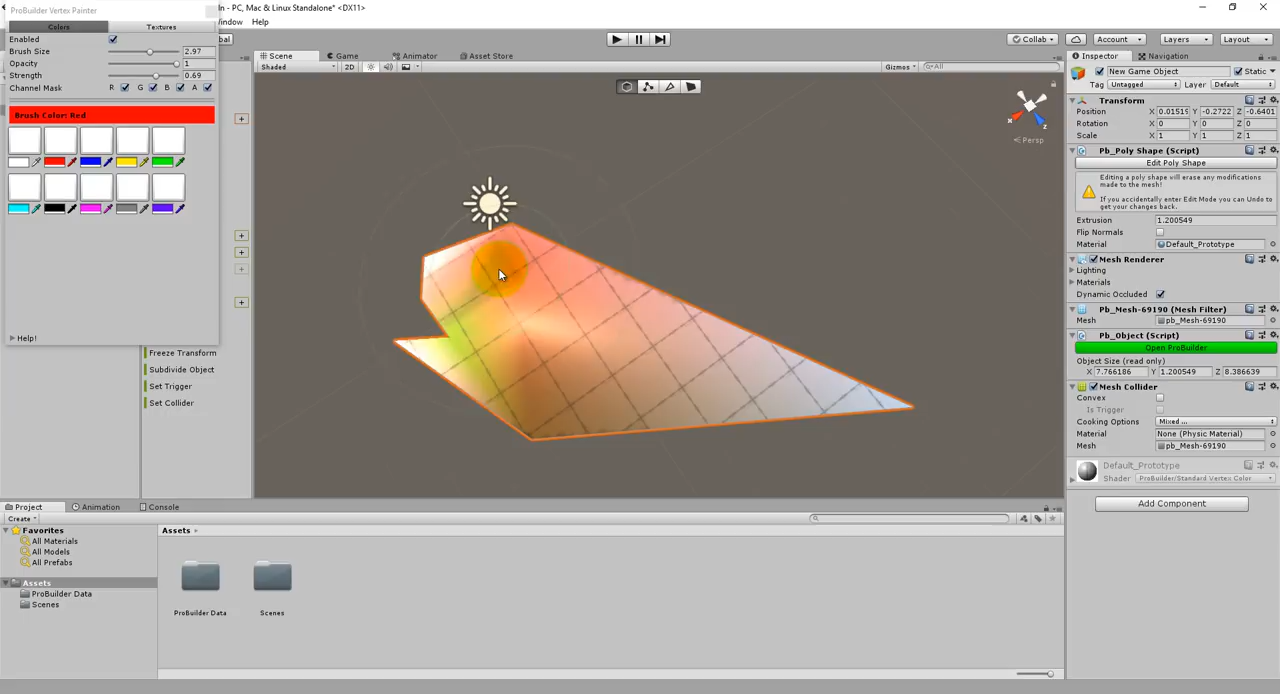 ProBuilder Vertex Painter
In - PC, Mac & Linux Standalone* <DX11>
Window Help
Colors Textures
Enabled
Brush Size 2.97
Opacity 1
Strength 0.69
Channel Mask R G B A
Brush Color: Red
Help!
bal
Collab Account Layers Layout
Scene Game Animator Asset Store
Shaded 2D Gizmos All
Persp
Freeze Transform
Subdivide Object
Set Trigger
Set Collider
Inspector Navigation
New Game Object Static
Tag Untagged Layer Default
Transform
Position X 0.0151 Y -0.2722 Z -0.6401
Rotation X 0 Y 0 Z 0
Scale X 1 Y 1 Z 1
Pb_Poly Shape (Script)
Edit Poly Shape
Editing a poly shape will erase any modifications
made to the mesh!
If you accidentally enter Edit Mode you can Undo to
get your changes back.
Extrusion 1.200549
Flip Normals
Material Default_Prototype
Mesh Renderer
Lighting
Materials
Dynamic Occluded
Pb_Mesh-69190 (Mesh Filter)
Mesh pb_Mesh-69190
Pb_Object (Script)
Open ProBuilder
Object Size (read only)
X 7.766186 Y 1.200549 Z 8.386639
Mesh Collider
Convex
Is Trigger
Cooking Options Mixed ...
Material None (Physic Material)
Mesh pb_Mesh-69190
Default_Prototype
Shader ProBuilder/Standard Vertex Color
Add Component
Project Animation Console
Create
Favorites
All Materials
All Models
All Prefabs
Assets
ProBuilder Data
Scenes
Assets
ProBuilder Data Scenes